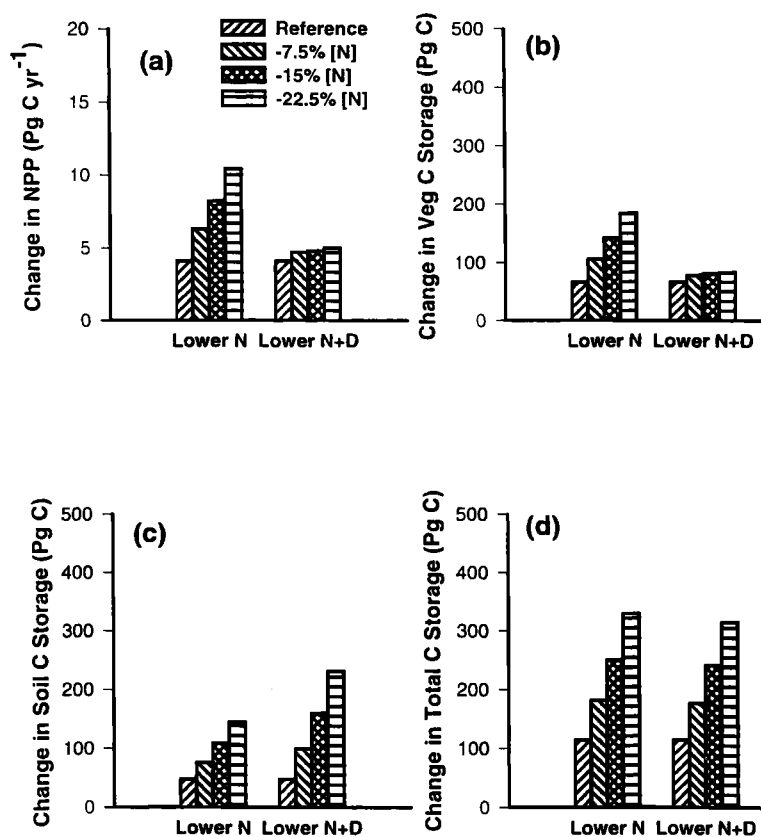 Change in NPP (Pg C yr⁻¹)
20
15
10
5
0
(a)
Reference
-7.5% [N]
-15% [N]
-22.5% [N]
Lower N Lower N+D
Change in Veg C Storage (Pg C)
500
400
300
200
100
0
(b)
Lower N Lower N+D
Change in Soil C Storage (Pg C)
500
400
300
200
100
0
(c)
Lower N Lower N+D
Change in Total C Storage (Pg C)
500
400
300
200
100
0
(d)
Lower N Lower N+D